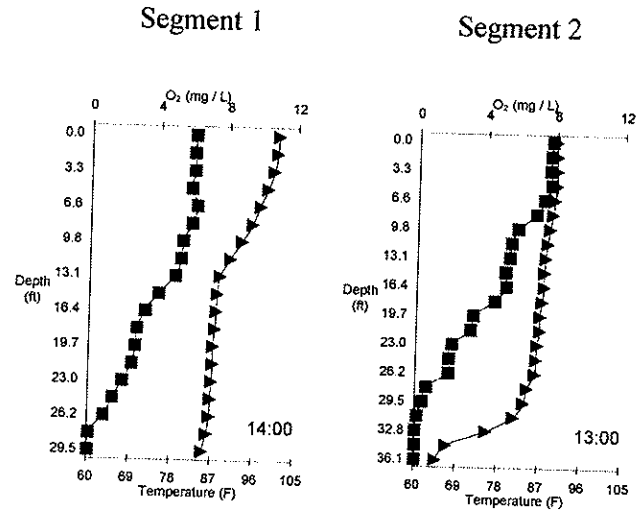 Segment 1
O₂ (mg / L)
0 4 8 12
0.0
3.3
6.6
9.8
13.1
16.4
19.7
23.0
26.2
29.5
Depth
(ft)
14:00
60 69 78 87 96 105
Temperature (F)
Segment 2
O₂ (mg / L)
0 4 8 12
0.0
3.3
6.6
9.8
13.1
16.4
19.7
23.0
26.2
29.5
32.8
36.1
Depth
(ft)
13:00
60 69 78 87 96 105
Temperature (F)